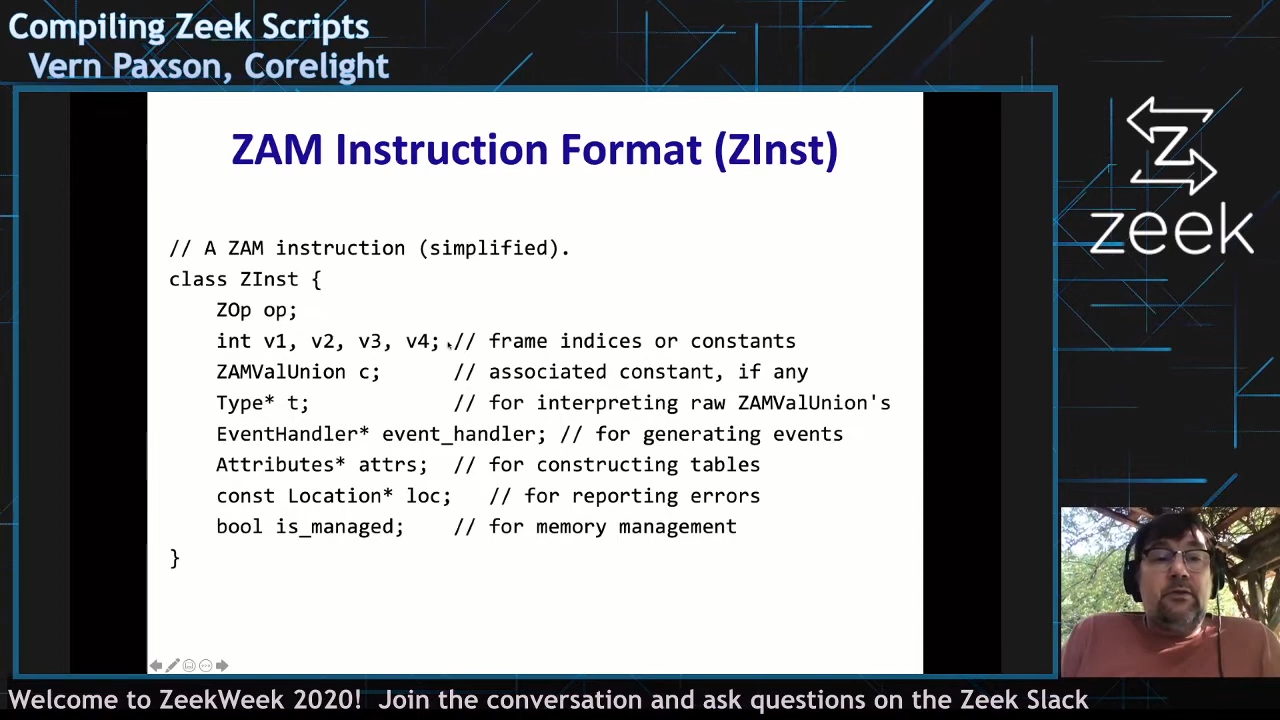 Compiling Zeek Scripts
Vern Paxson, Corelight
ZAM Instruction Format (ZInst)
// A ZAM instruction (simplified).
class ZInst {
ZOp op;
int v1, v2, v3, v4; // frame indices or constants
ZAMValUnion c; // associated constant, if any
Type* t; // for interpreting raw ZAMValUnion's
EventHandler* event_handler; // for generating events
Attributes* attrs; // for constructing tables
const Location* loc; // for reporting errors
bool is_managed; // for memory management
}
Z
zeek
Welcome to ZeekWeek 2020! Join the conversation and ask questions on the Zeek Slack